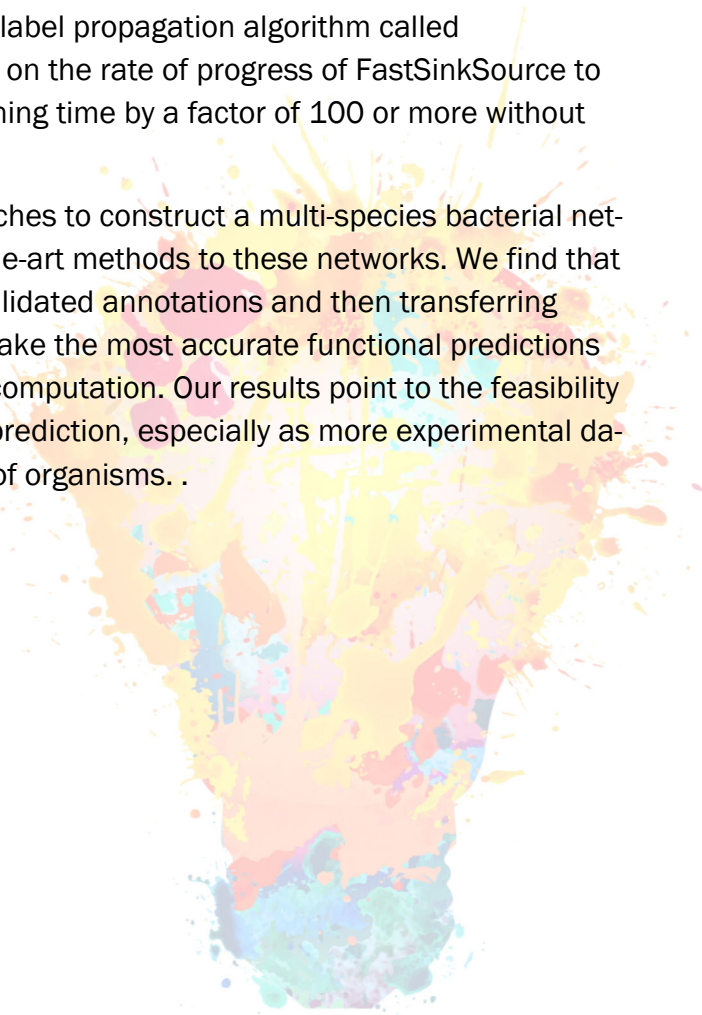 label propagation algorithm called
on the rate of progress of FastSinkSource to
ning time by a factor of 100 or more without
ches to construct a multi-species bacterial net-
e-art methods to these networks. We find that
lidated annotations and then transferring
ake the most accurate functional predictions
computation. Our results point to the feasibility
prediction, especially as more experimental da-
of organisms. .